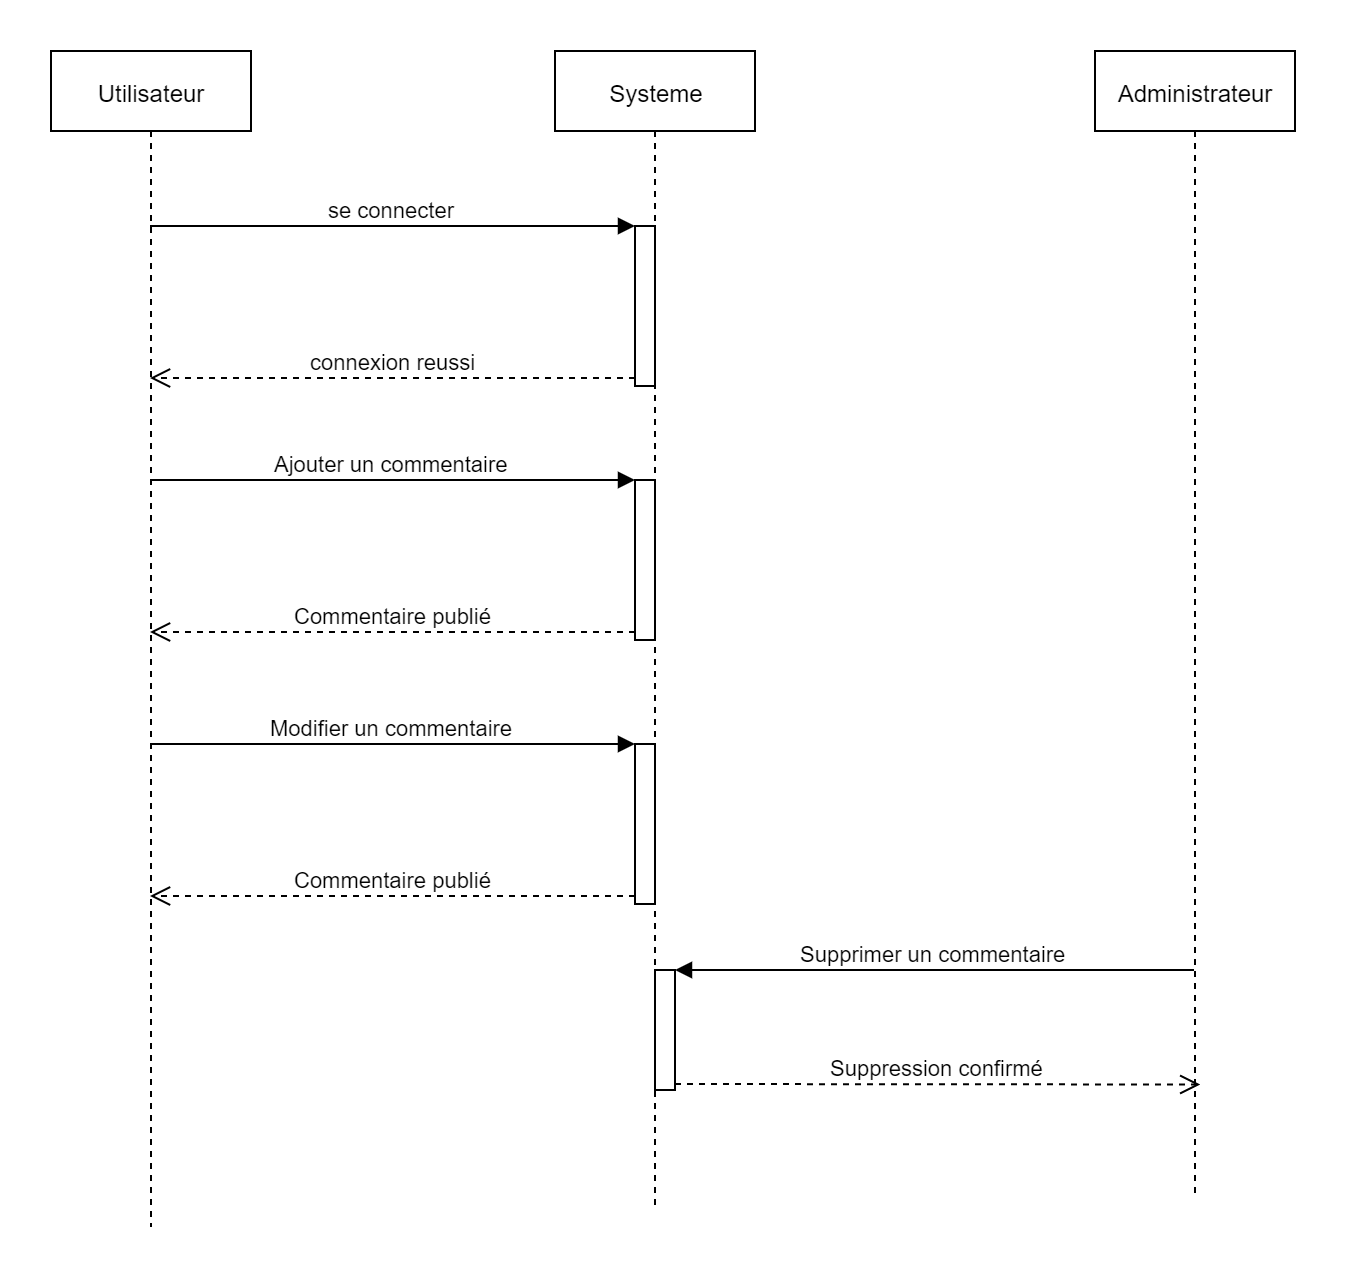 Utilisateur
Systeme
Administrateur
se connecter
connexion reussi
Ajouter un commentaire
Commentaire publié
Modifier un commentaire
Commentaire publié
Supprimer un commentaire
Suppression confirmé